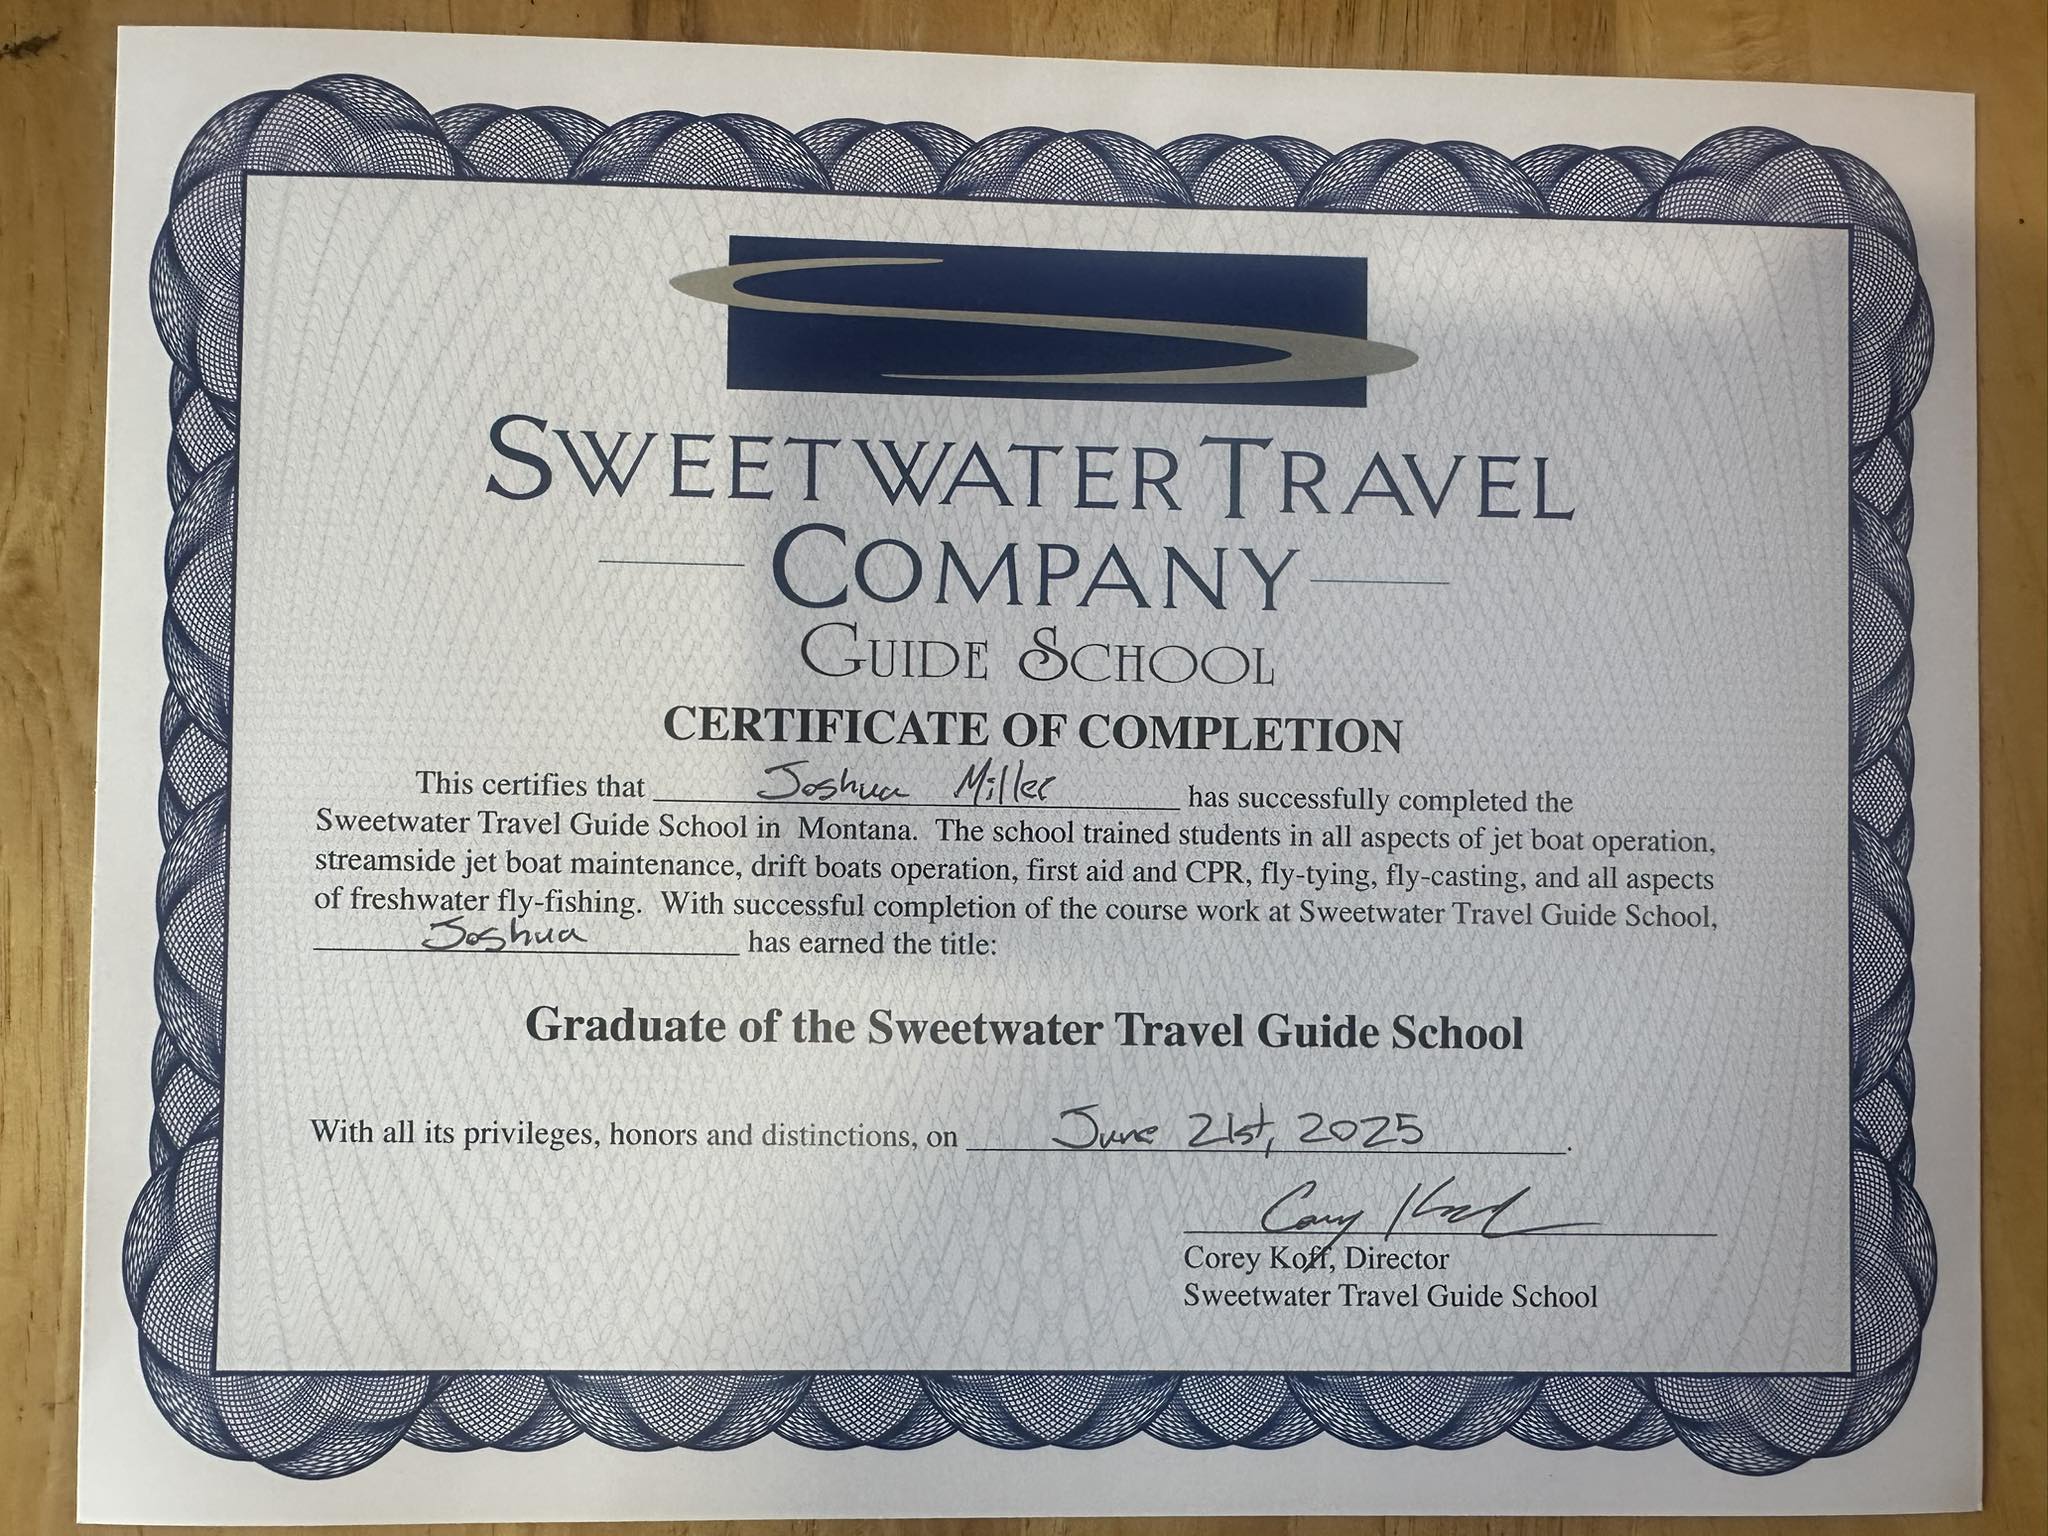 SWEETWATER TRAVEL
COMPANY
GUIDE SCHOOL
CERTIFICATE OF COMPLETION
This certifies that Joshua Miller has successfully completed the
Sweetwater Travel Guide School in Montana. The school trained students in all aspects of jet boat operation,
streamside jet boat maintenance, drift boats operation, first aid and CPR, fly-tying, fly-casting, and all aspects
of freshwater fly-fishing. With successful completion of the course work at Sweetwater Travel Guide School,
Joshua has earned the title:
Graduate of the Sweetwater Travel Guide School
With all its privileges, honors and distinctions, on June 21st, 2025.
Corey Koff
Corey Koff, Director
Sweetwater Travel Guide School